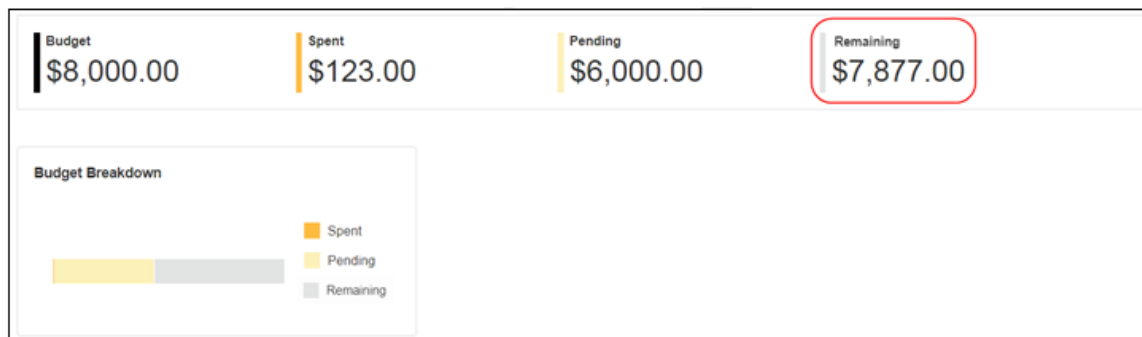 Budget
$8,000.00
Spent
$123.00
Pending
$6,000.00
Remaining
$7,877.00
Budget Breakdown
Spent
Pending
Remaining